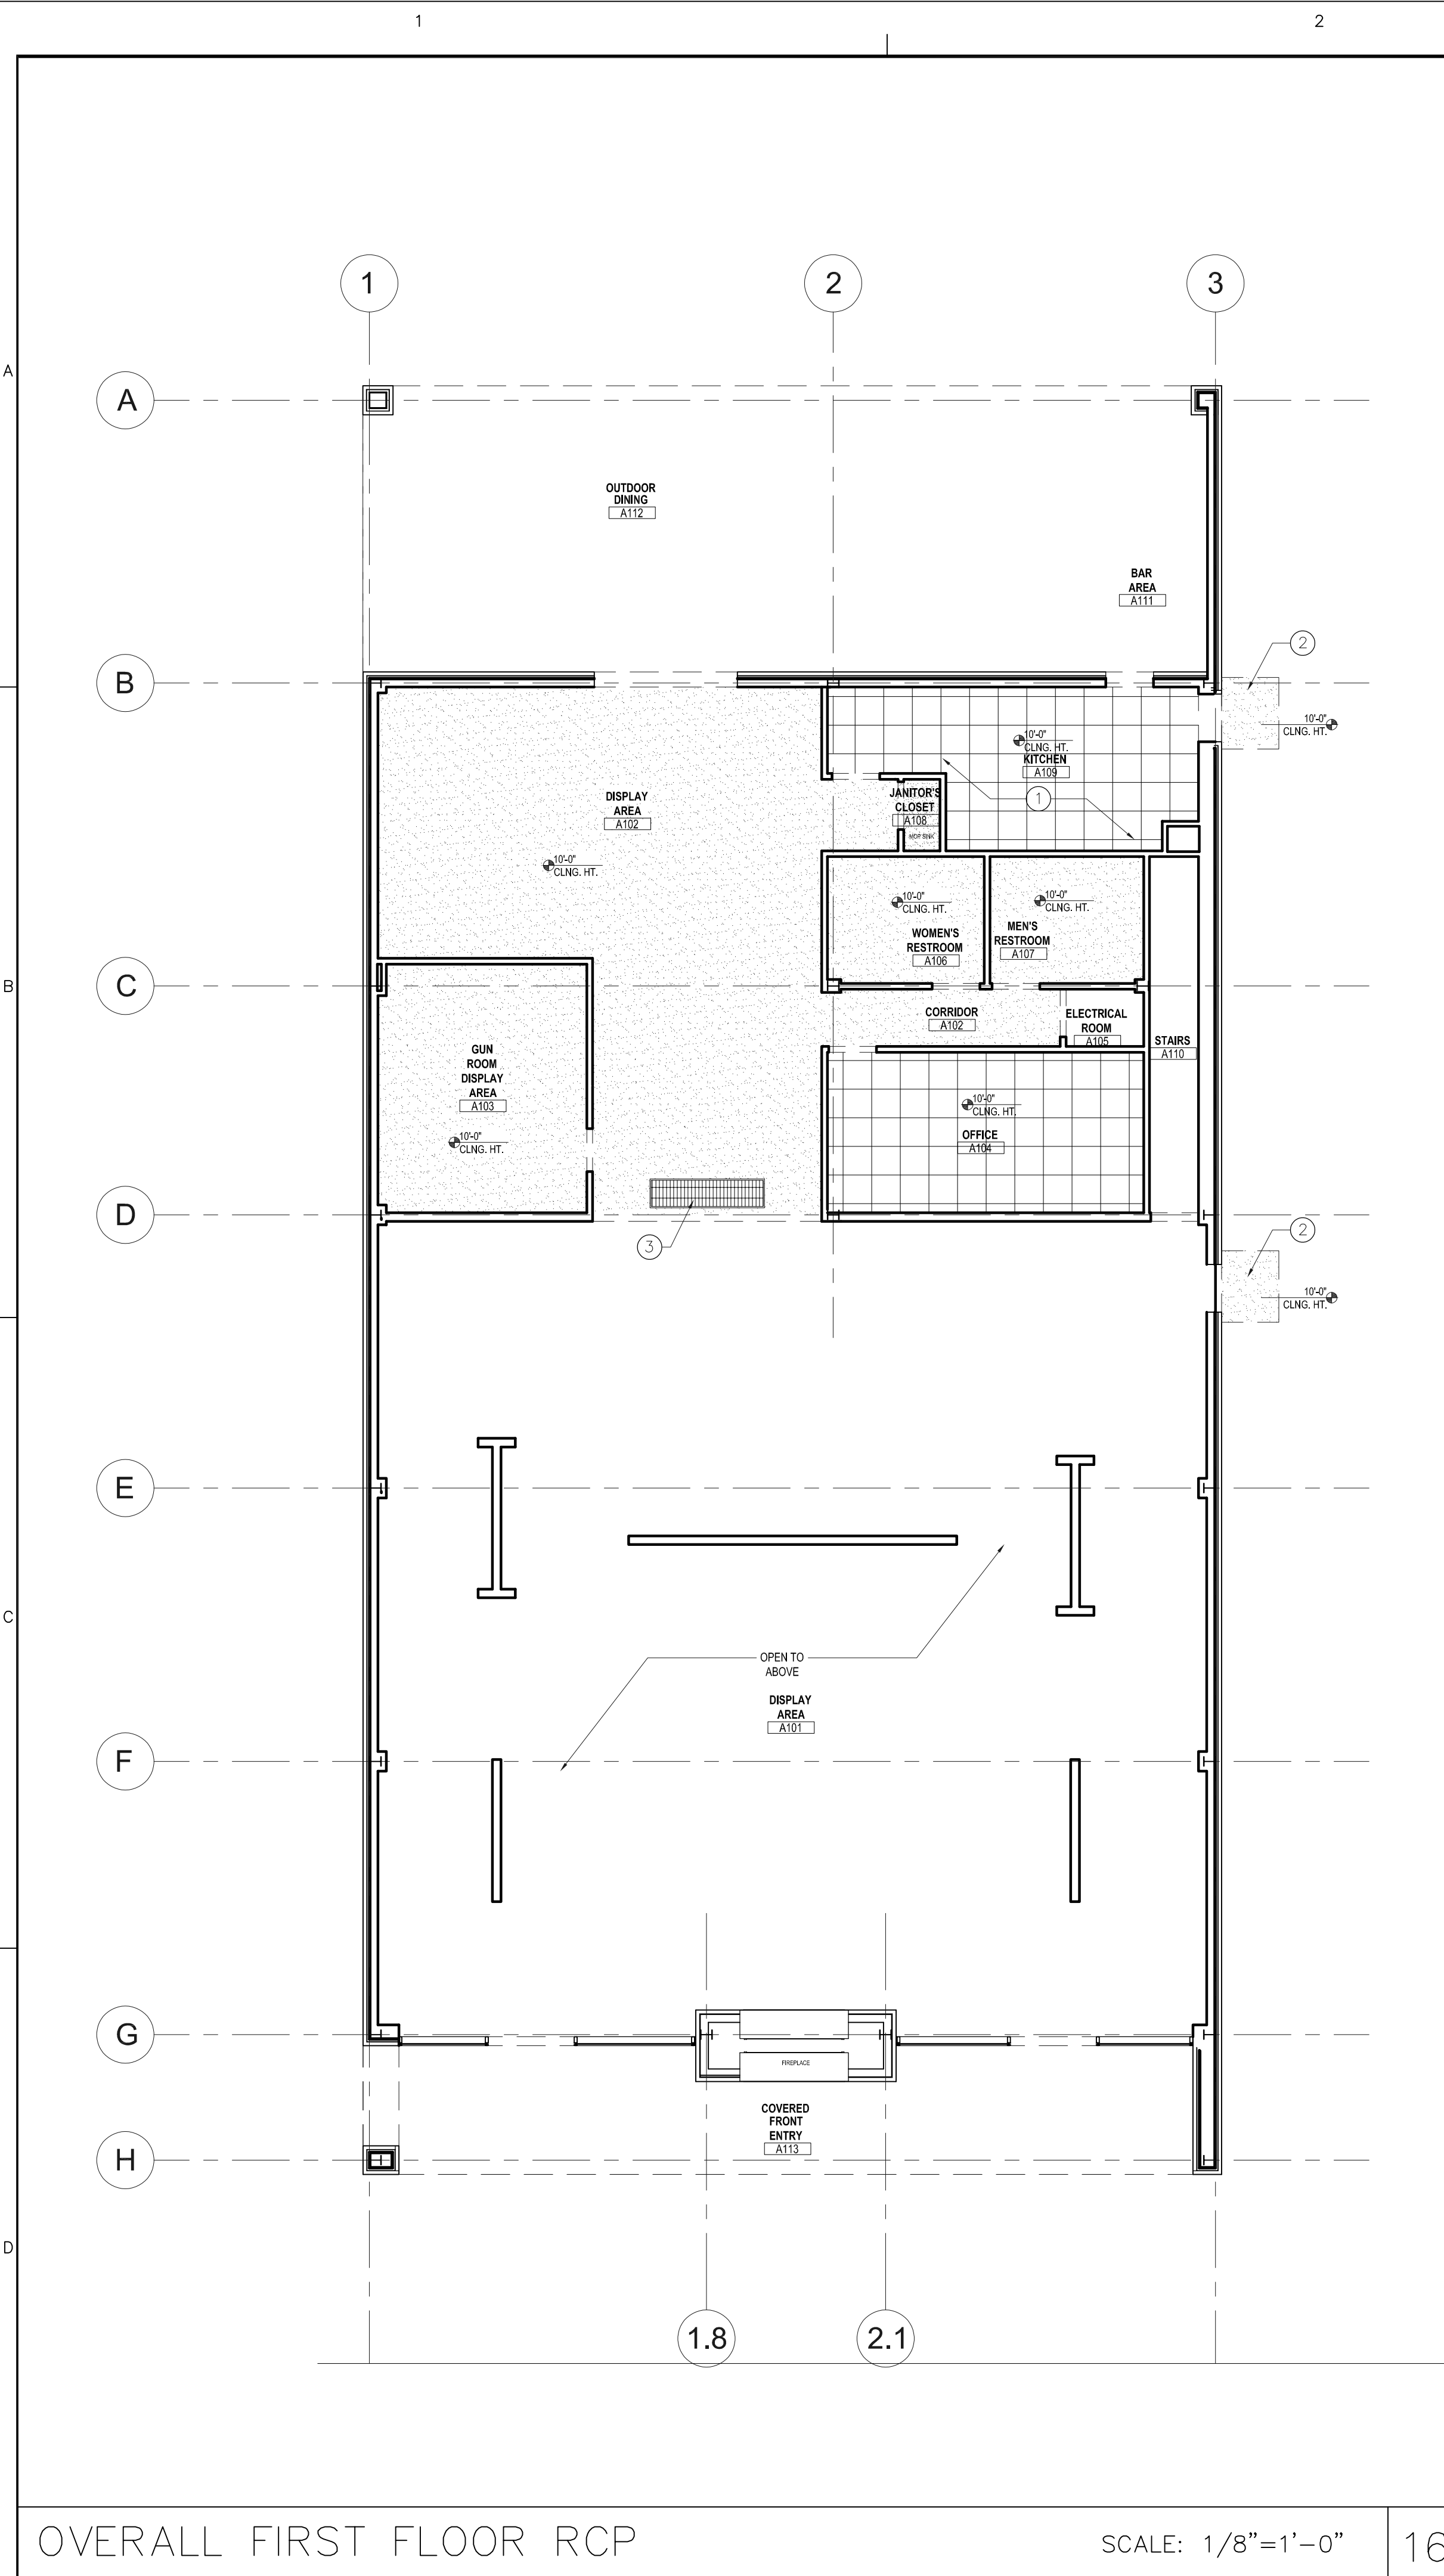 1
2
1
2
3
A
A
OUTDOOR
DINING
A112
BAR
AREA
A111
2
B
10'-0"
CLNG. HT.
10'-0"
CLNG. HT.
KITCHEN
A109
1
JANITOR'S
CLOSET
A108
MOP SINK
DISPLAY
AREA
A102
10'-0"
CLNG. HT.
10'-0"
CLNG. HT.
10'-0"
CLNG. HT.
WOMEN'S
RESTROOM
A106
MEN'S
RESTROOM
A107
B
C
CORRIDOR
A102
ELECTRICAL
ROOM
A105
STAIRS
A110
GUN
ROOM
DISPLAY
AREA
A103
10'-0"
CLNG. HT.
10'-0"
CLNG. HT.
OFFICE
A104
D
3
2
10'-0"
CLNG. HT.
E
C
OPEN TO
ABOVE
DISPLAY
AREA
A101
F
G
FIREPLACE
COVERED
FRONT
ENTRY
A113
H
D
1.8
2.1
OVERALL FIRST FLOOR RCP
SCALE: 1/8"=1'-0"
16